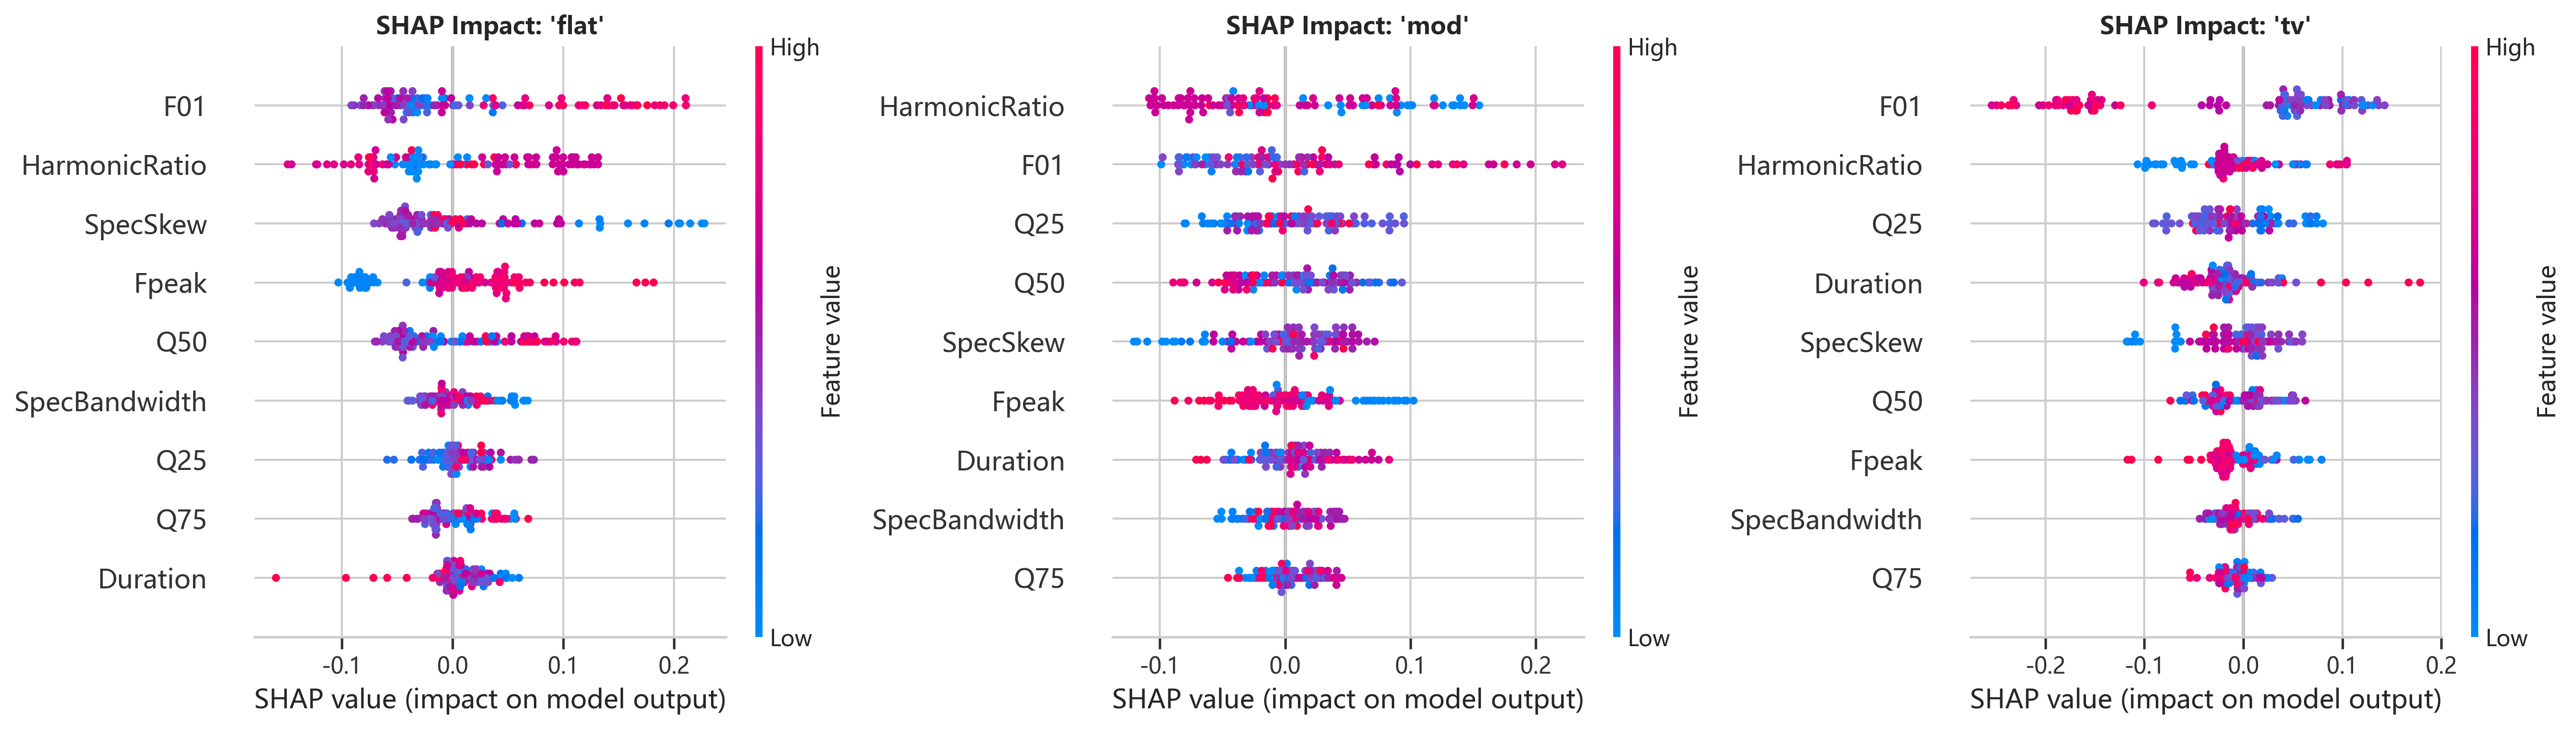 SHAP Impact: 'flat'
High
F01
HarmonicRatio
SpecSkew
Fpeak
Q50
SpecBandwidth
Q25
Q75
Duration
Feature value
Low
-0.1 0.0 0.1 0.2
SHAP value (impact on model output)
SHAP Impact: 'mod'
High
HarmonicRatio
F01
Q25
Q50
SpecSkew
Fpeak
Duration
SpecBandwidth
Q75
Feature value
Low
-0.1 0.0 0.1 0.2
SHAP value (impact on model output)
SHAP Impact: 'tv'
High
F01
HarmonicRatio
Q25
Duration
SpecSkew
Q50
Fpeak
SpecBandwidth
Q75
Feature value
Low
-0.2 -0.1 0.0 0.1 0.2
SHAP value (impact on model output)